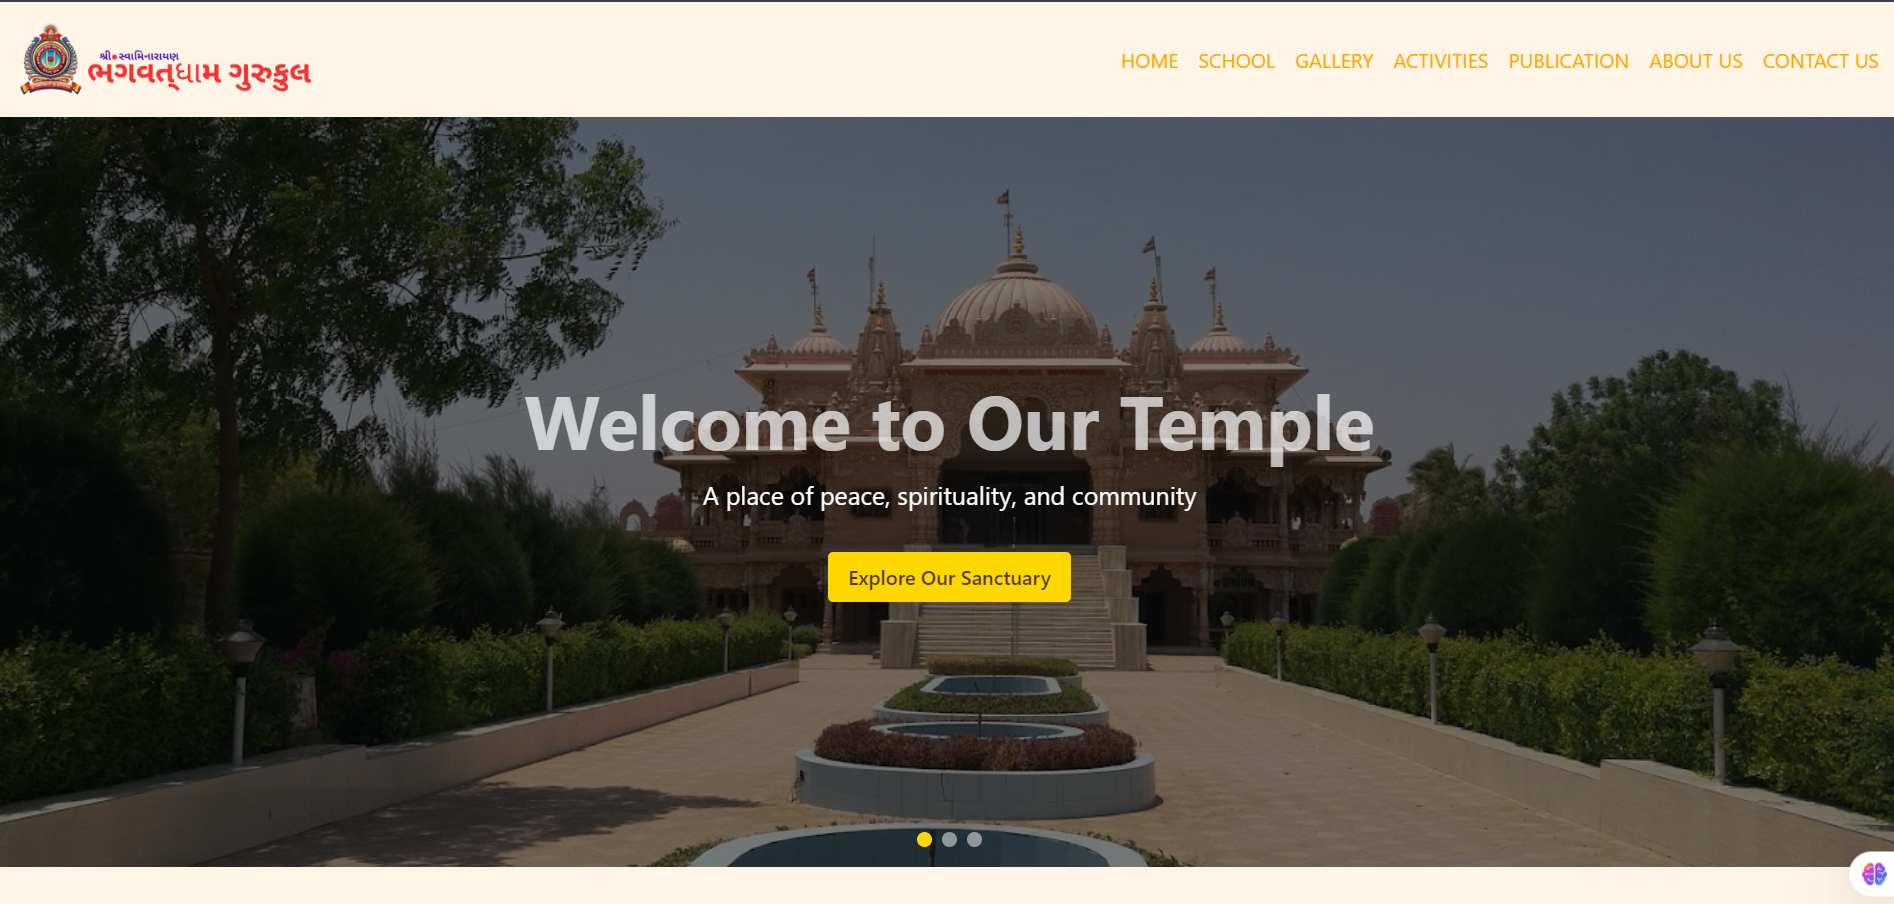 શ્રી સ્વામિનારાયણ
ભગવત્ધામ ગુરુકુલ
HOME SCHOOL GALLERY ACTIVITIES PUBLICATION ABOUT US CONTACT US
Welcome to Our Temple
A place of peace, spirituality, and community
Explore Our Sanctuary